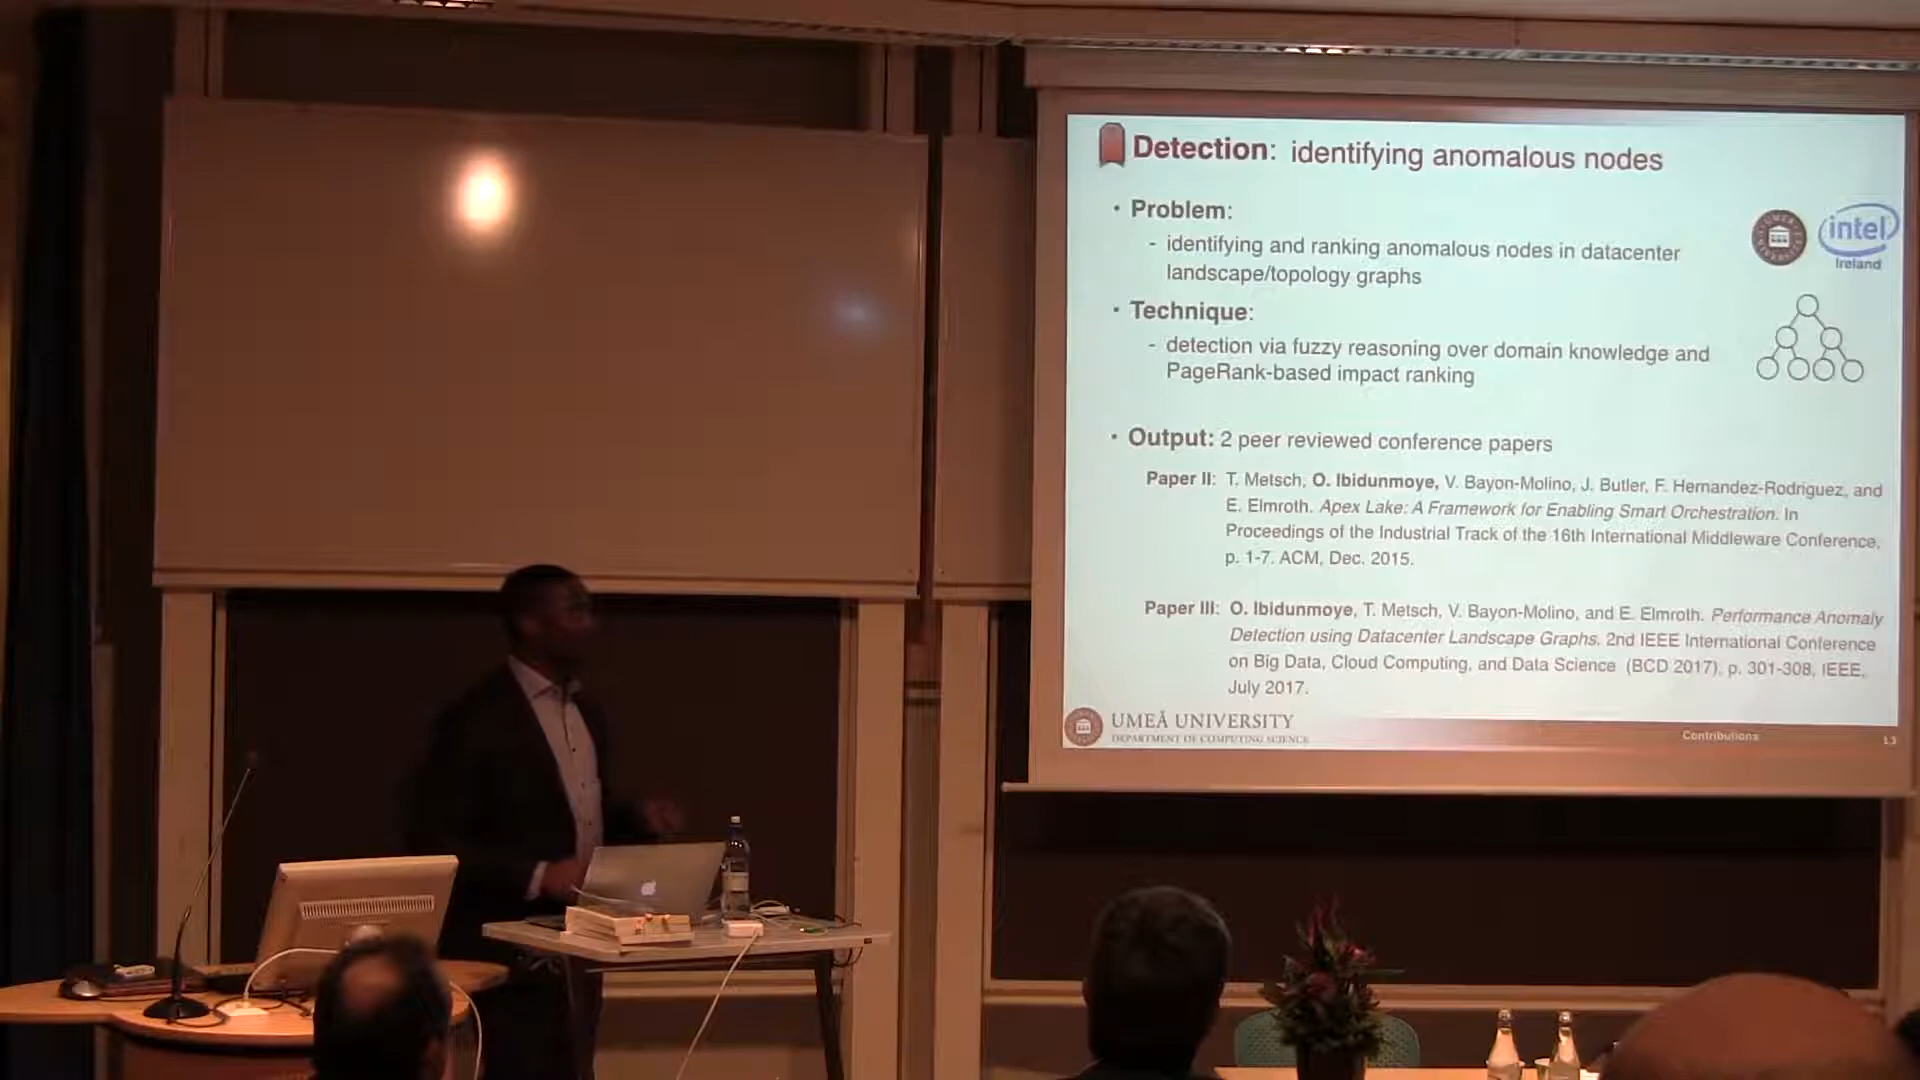 Detection: identifying anomalous nodes
• Problem:
- identifying and ranking anomalous nodes in datacenter
landscape/topology graphs
intel
Ireland
• Technique:
- detection via fuzzy reasoning over domain knowledge and
PageRank-based impact ranking
• Output: 2 peer reviewed conference papers
Paper II: T. Metsch, O. Ibidunmoye, V. Bayon-Molino, J. Butler, F. Hernandez-Rodriguez, and
E. Elmroth. Apex Lake: A Framework for Enabling Smart Orchestration. In
Proceedings of the Industrial Track of the 16th International Middleware Conference,
p. 1-7. ACM, Dec. 2015.
Paper III: O. Ibidunmoye, T. Metsch, V. Bayon-Molino, and E. Elmroth. Performance Anomaly
Detection using Datacenter Landscape Graphs. 2nd IEEE International Conference
on Big Data, Cloud Computing, and Data Science (BCD 2017), p. 301-308, IEEE,
July 2017.
UMEÅ UNIVERSITY
DEPARTMENT OF COMPUTING SCIENCE
Contributions
13